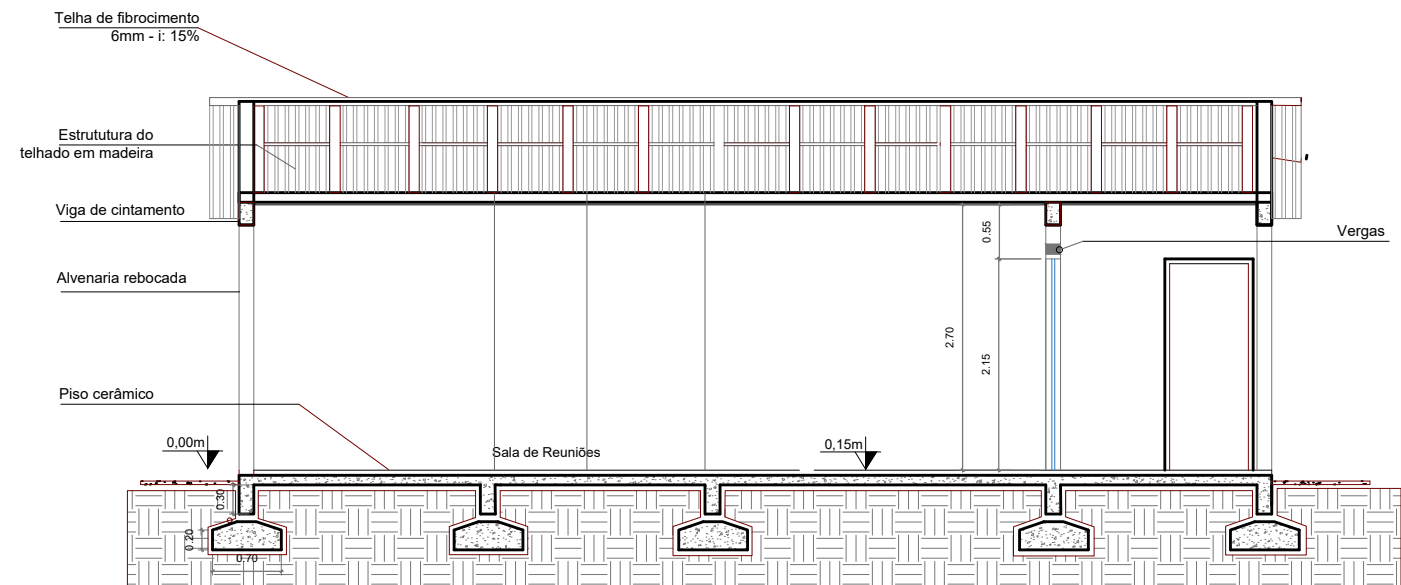 Telha de fibrocimento
6mm - i: 15%
Estrututura do
telhado em madeira
Viga de cintamento
0.55
Vergas
Alvenaria rebocada
2.70
2.15
Piso cerâmico
0,00m
Sala de Reuniões
0,15m
0.30
0.20
0.70